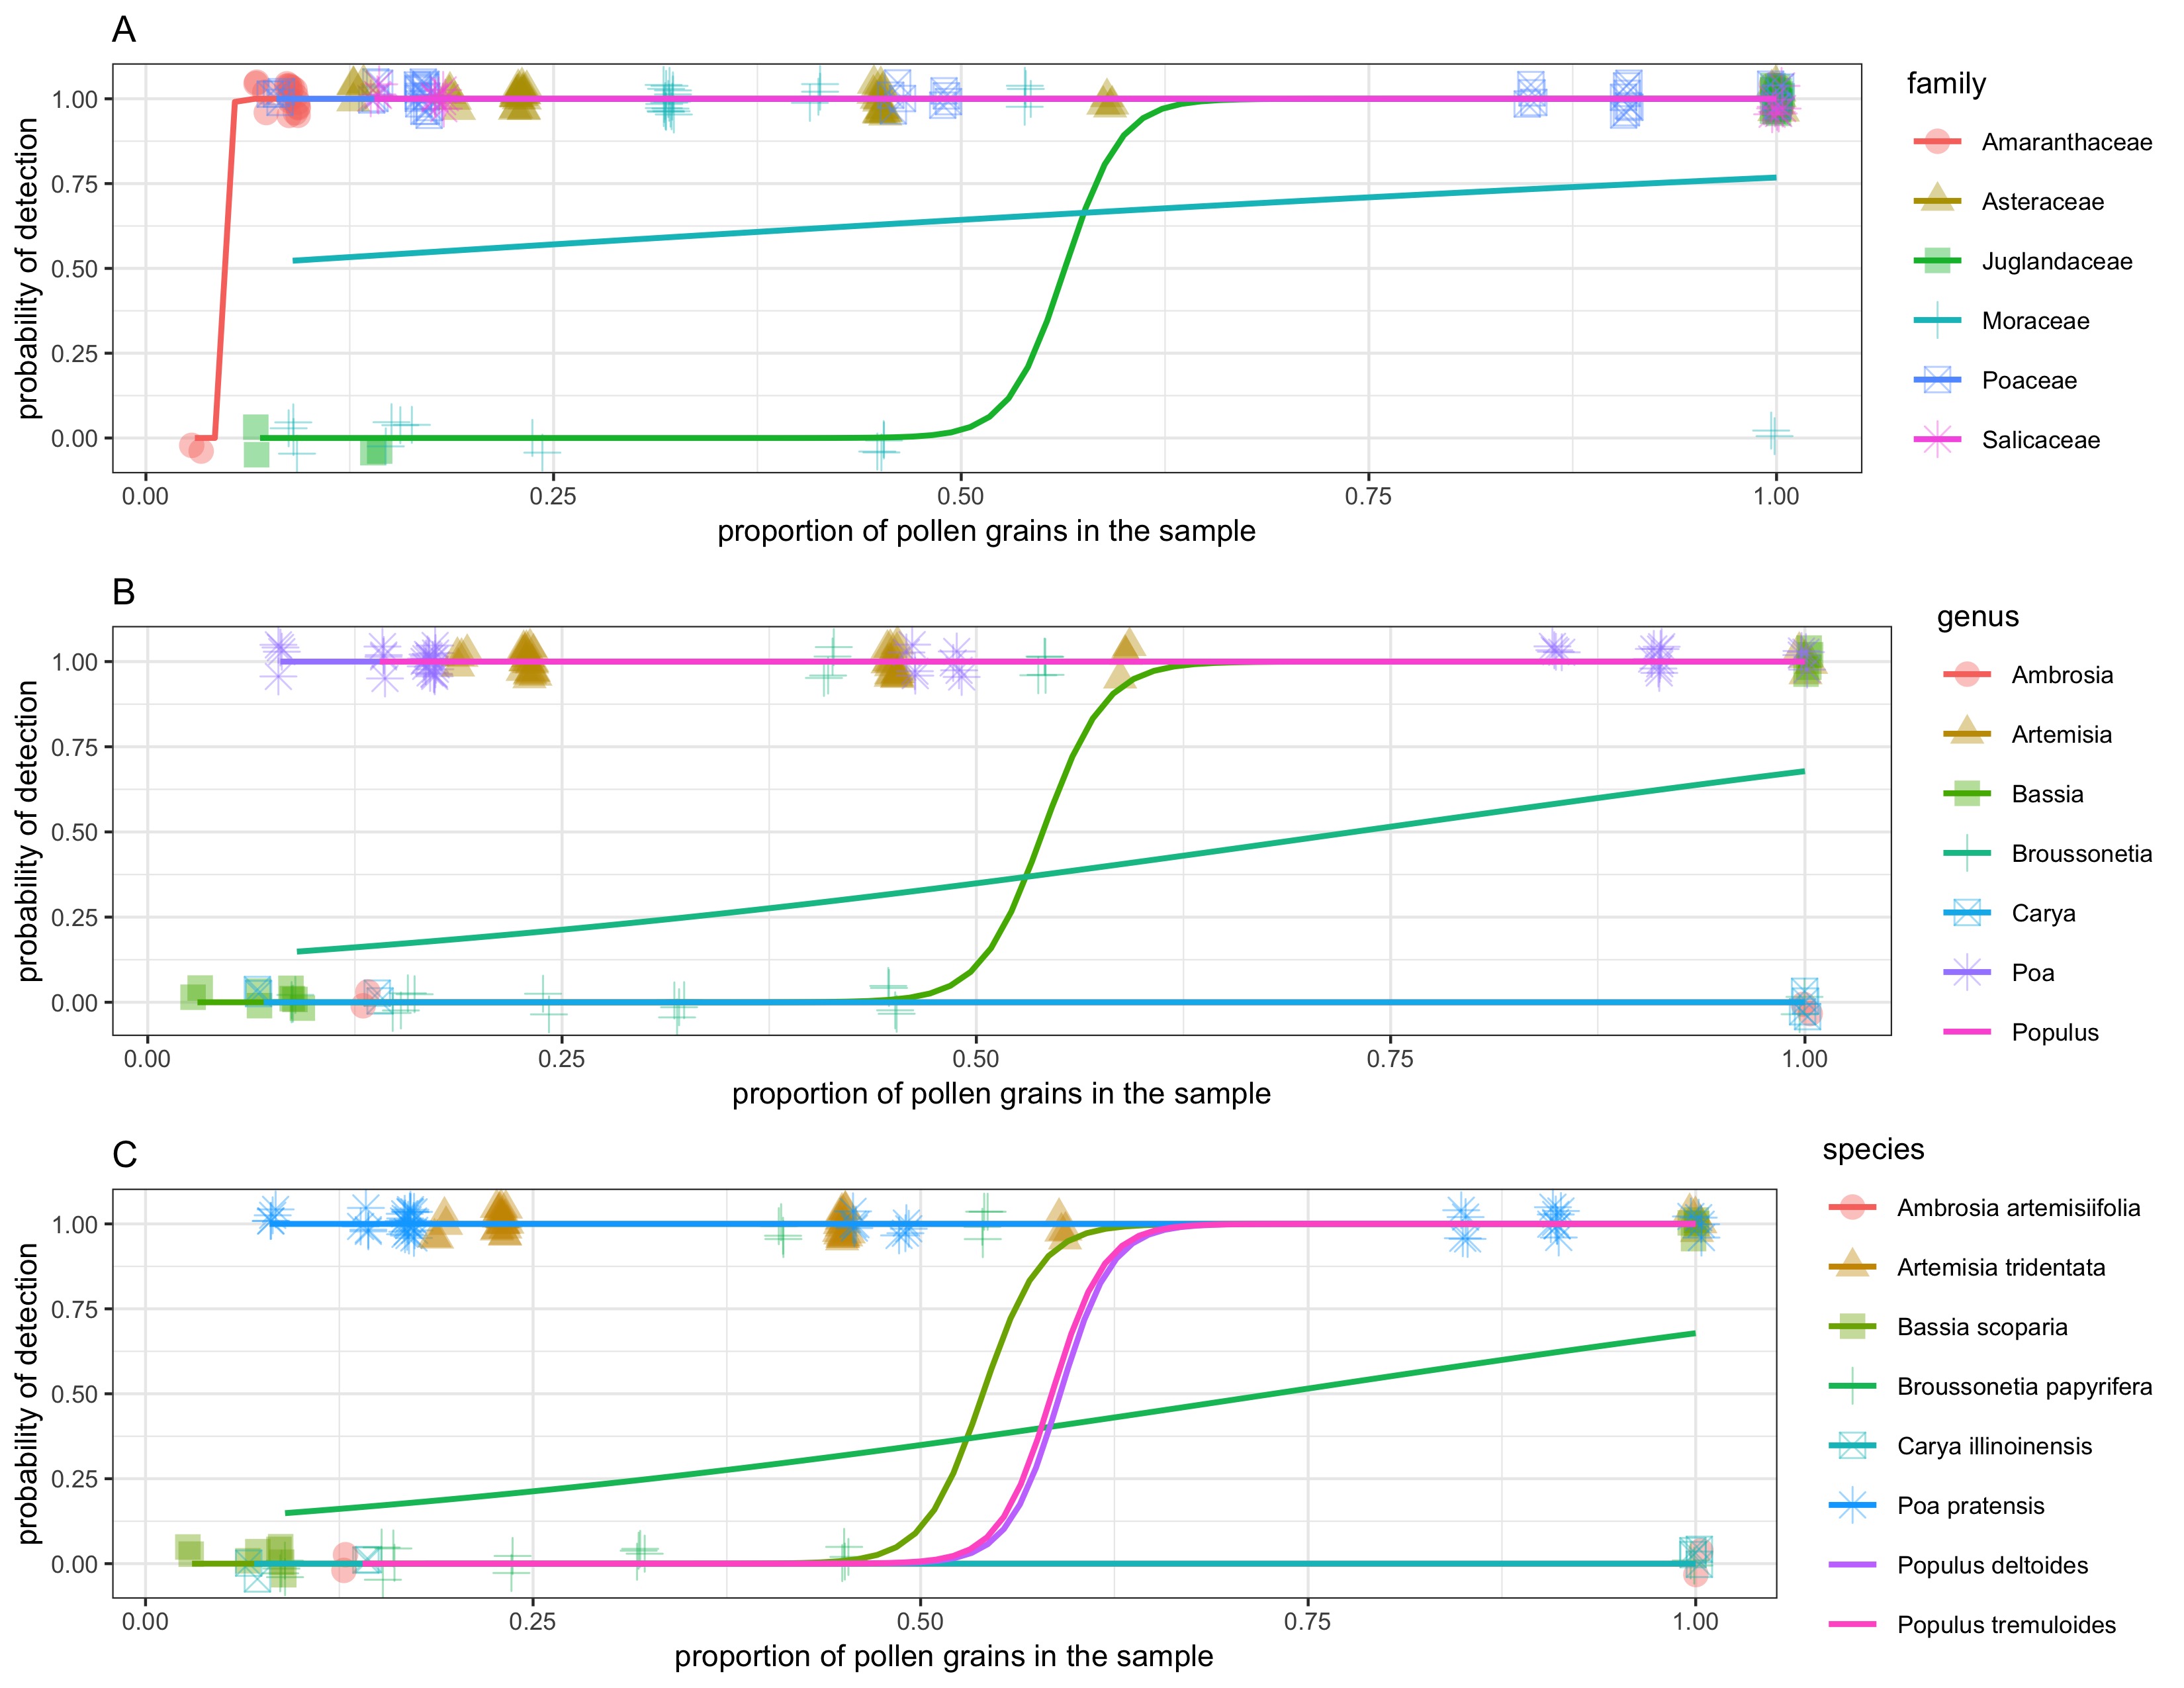 A
probability of detection
1.00
0.75
0.50
0.25
0.00
0.00 0.25 0.50 0.75 1.00
proportion of pollen grains in the sample
family
Amaranthaceae
Asteraceae
Juglandaceae
Moraceae
Poaceae
Salicaceae
B
probability of detection
1.00
0.75
0.50
0.25
0.00
0.00 0.25 0.50 0.75 1.00
proportion of pollen grains in the sample
genus
Ambrosia
Artemisia
Bassia
Broussonetia
Carya
Poa
Populus
C
probability of detection
1.00
0.75
0.50
0.25
0.00
0.00 0.25 0.50 0.75 1.00
proportion of pollen grains in the sample
species
Ambrosia artemisiifolia
Artemisia tridentata
Bassia scoparia
Broussonetia papyrifera
Carya illinoinensis
Poa pratensis
Populus deltoides
Populus tremuloides